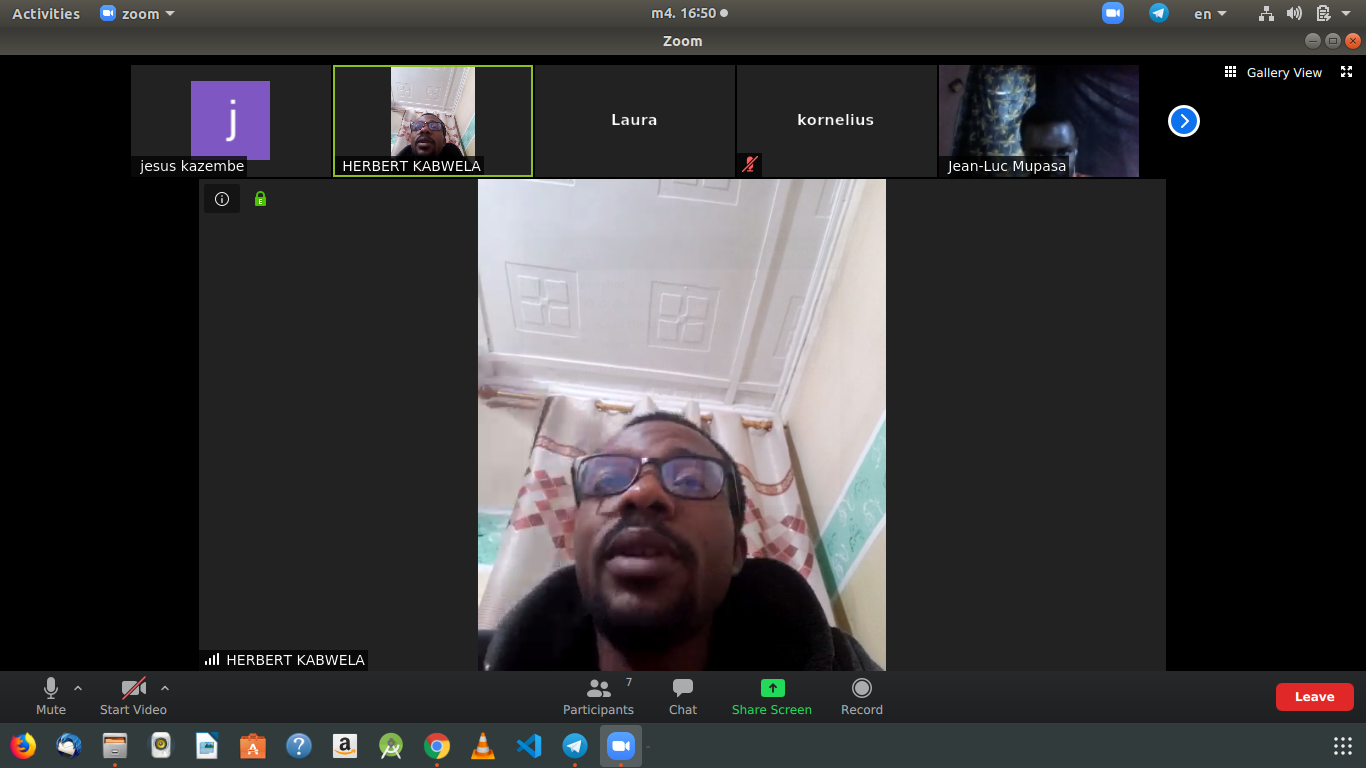 Activities zoom m4. 16:50 en
Zoom
Gallery View
j
Laura
kornelius
jesus kazembe
HERBERT KABWELA
Jean-Luc Mupasa
E
HERBERT KABWELA
7
Mute
Start Video
Participants
Chat
Share Screen
Record
Leave